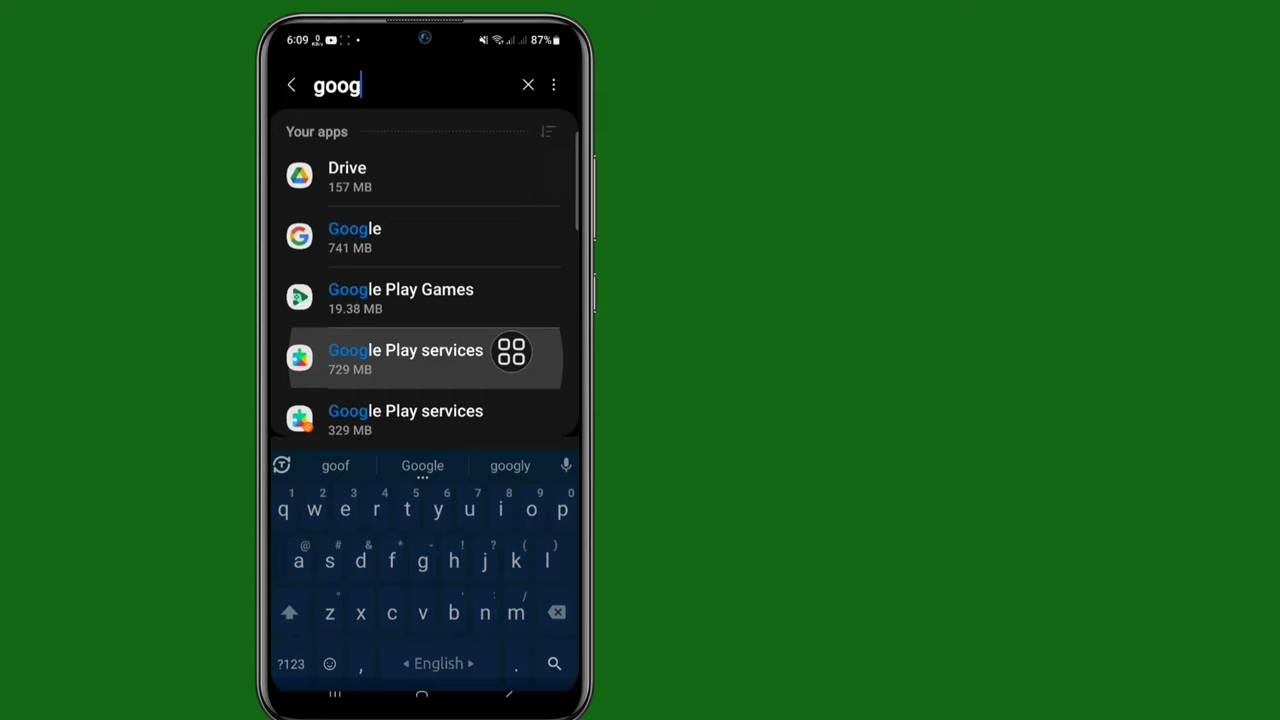 6:09 0 KB/s 87%
goog
Your apps
Drive
157 MB
Google
741 MB
Google Play Games
19.38 MB
Google Play services
729 MB
Google Play services
329 MB
goof Google googly
1 2 3 4 5 6 7 8 9 0
q w e r t y u i o p
@ # & * - ! ? ( )
a s d f g h j k l
" ' : /
z x c v b n m
?123 , English .